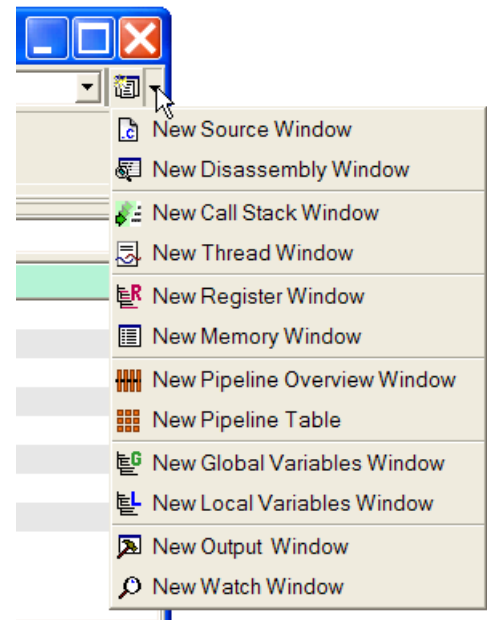 .c
New Source Window
New Disassembly Window
New Call Stack Window
New Thread Window
R
New Register Window
New Memory Window
New Pipeline Overview Window
New Pipeline Table
G
New Global Variables Window
L
New Local Variables Window
New Output Window
New Watch Window